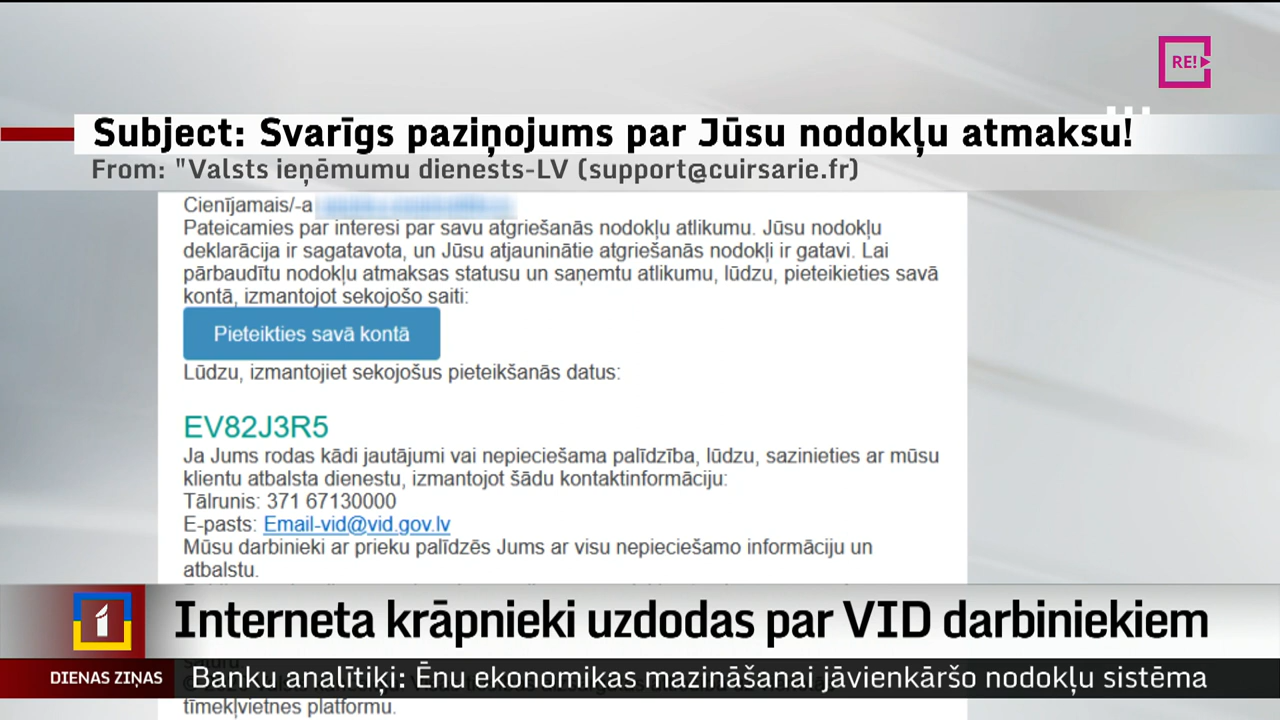 RE!
Subject: Svarīgs paziņojums par Jūsu nodokļu atmaksu!
From: "Valsts ieņēmumu dienests-LV (support@cuirsarie.fr)
Cienījamais/-a
Pateicamies par interesi par savu atgriešanās nodokļu atlikumu. Jūsu nodokļu
deklarācija ir sagatavota, un Jūsu atjauninātie atgriešanās nodokļi ir gatavi. Lai
pārbaudītu nodokļu atmaksas statusu un saņemtu atlikumu, lūdzu, pieteikieties savā
kontā, izmantojot sekojošo saiti:
Pieteikties savā kontā
Lūdzu, izmantojiet sekojošus pieteikšanās datus:
EV82J3R5
Ja Jums rodas kādi jautājumi vai nepieciešama palīdzība, lūdzu, sazinieties ar mūsu
klientu atbalsta dienestu, izmantojot šādu kontaktinformāciju:
Tālrunis: 371 67130000
E-pasts: Email-vid@vid.gov.lv
Mūsu darbinieki ar prieku palīdzēs Jums ar visu nepieciešamo informāciju un
atbalstu.
1
Interneta krāpnieki uzdodas par VID darbiniekiem
DIENAS ZIŅAS
Banku analītiķi: Ēnu ekonomikas mazināšanai jāvienkāršo nodokļu sistēma
tīmekļvietnes platformu.